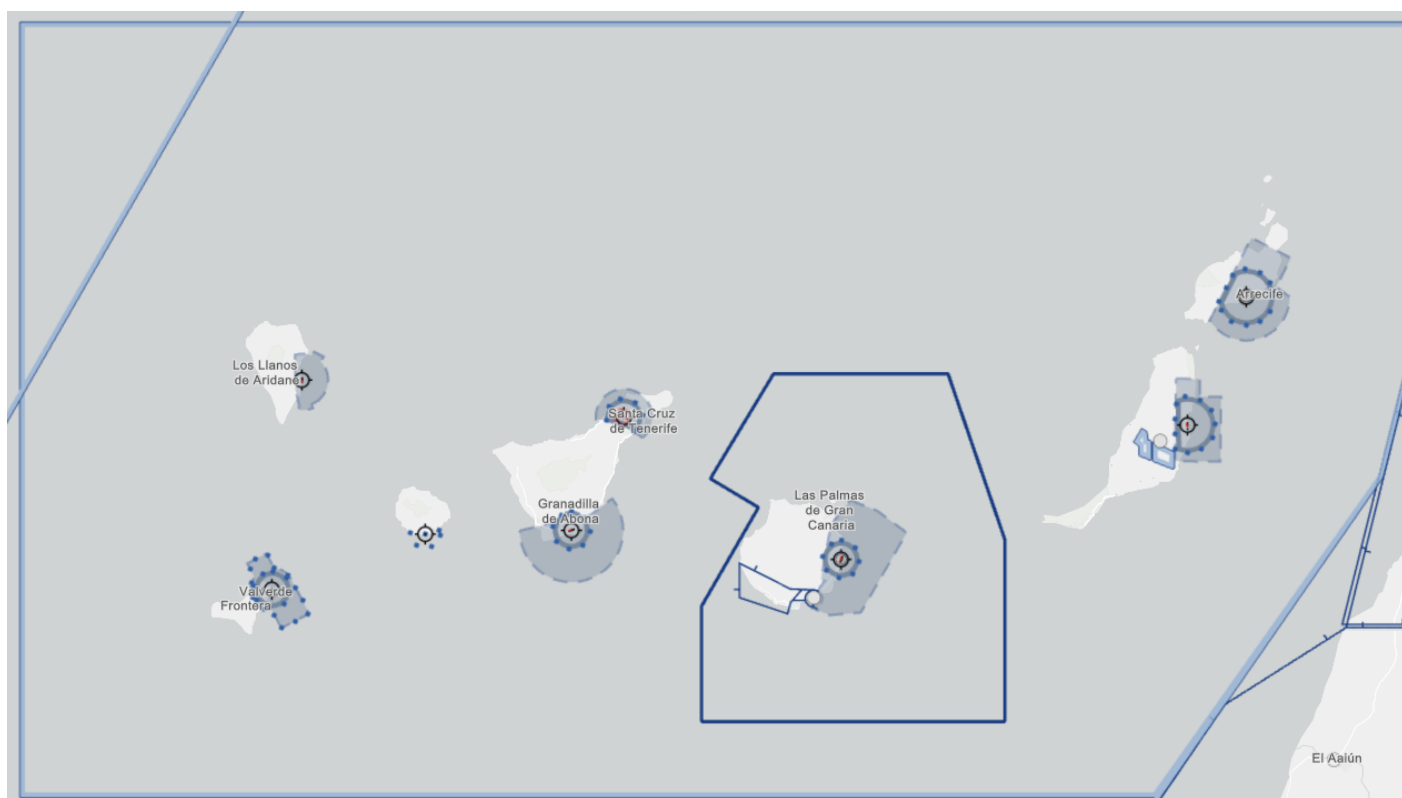 Arrecife
Los Llanos
de Aridane
Santa Cruz
de Tenerife
Las Palmas
de Gran
Canaria
Granadilla
de Abona
Valverde
Frontera
El Aaiún